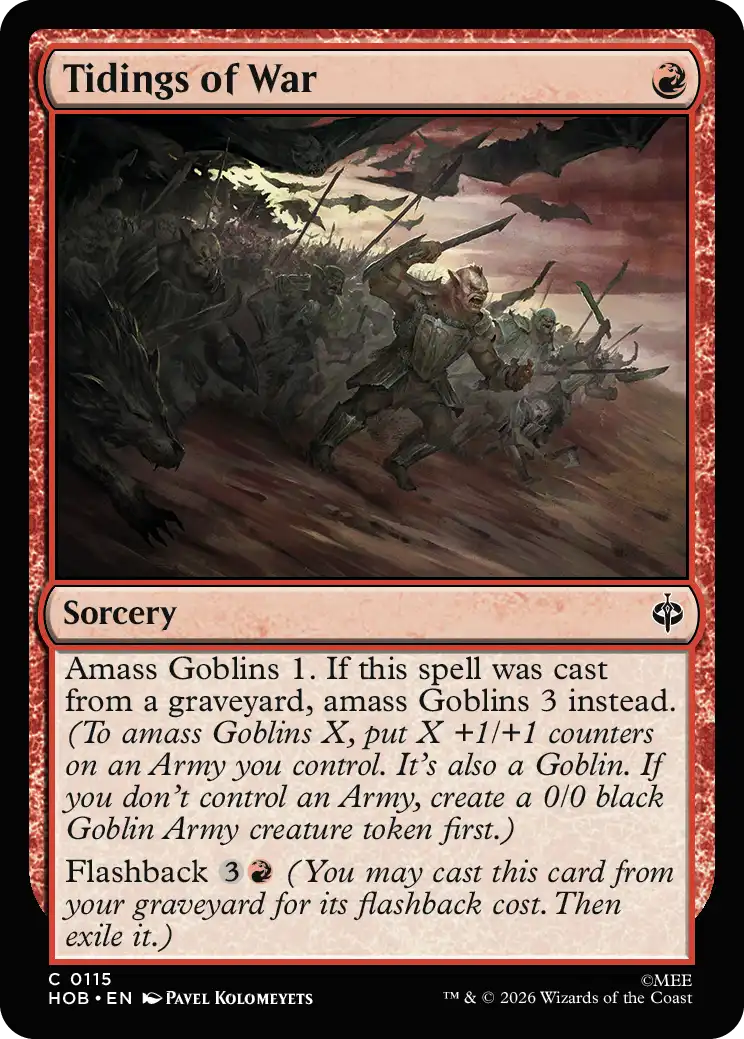 Tidings of War
Sorcery
Amass Goblins 1. If this spell was cast
from a graveyard, amass Goblins 3 instead.
(To amass Goblins X, put X +1/+1 counters
on an Army you control. It's also a Goblin. If
you don't control an Army, create a 0/0 black
Goblin Army creature token first.)
Flashback 3 (You may cast this card from
your graveyard for its flashback cost. Then
exile it.)
C 0115
©MEE
HOB • EN Pavel Kolomeyets
™ & © 2026 Wizards of the Coast